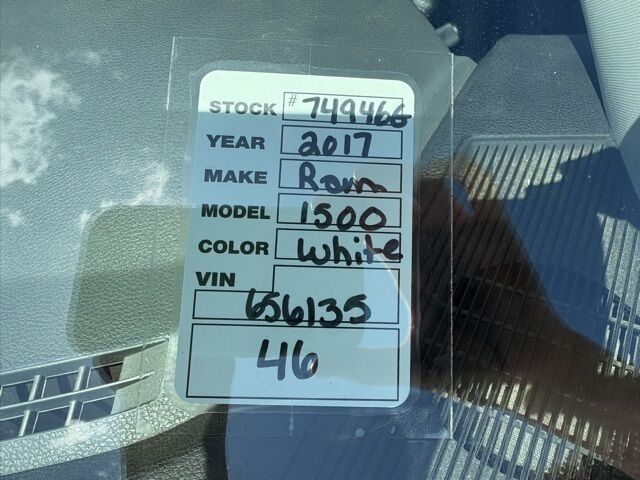 STOCK # 749466
YEAR 2017
MAKE Ram
MODEL 1500
COLOR White
VIN
656135
46